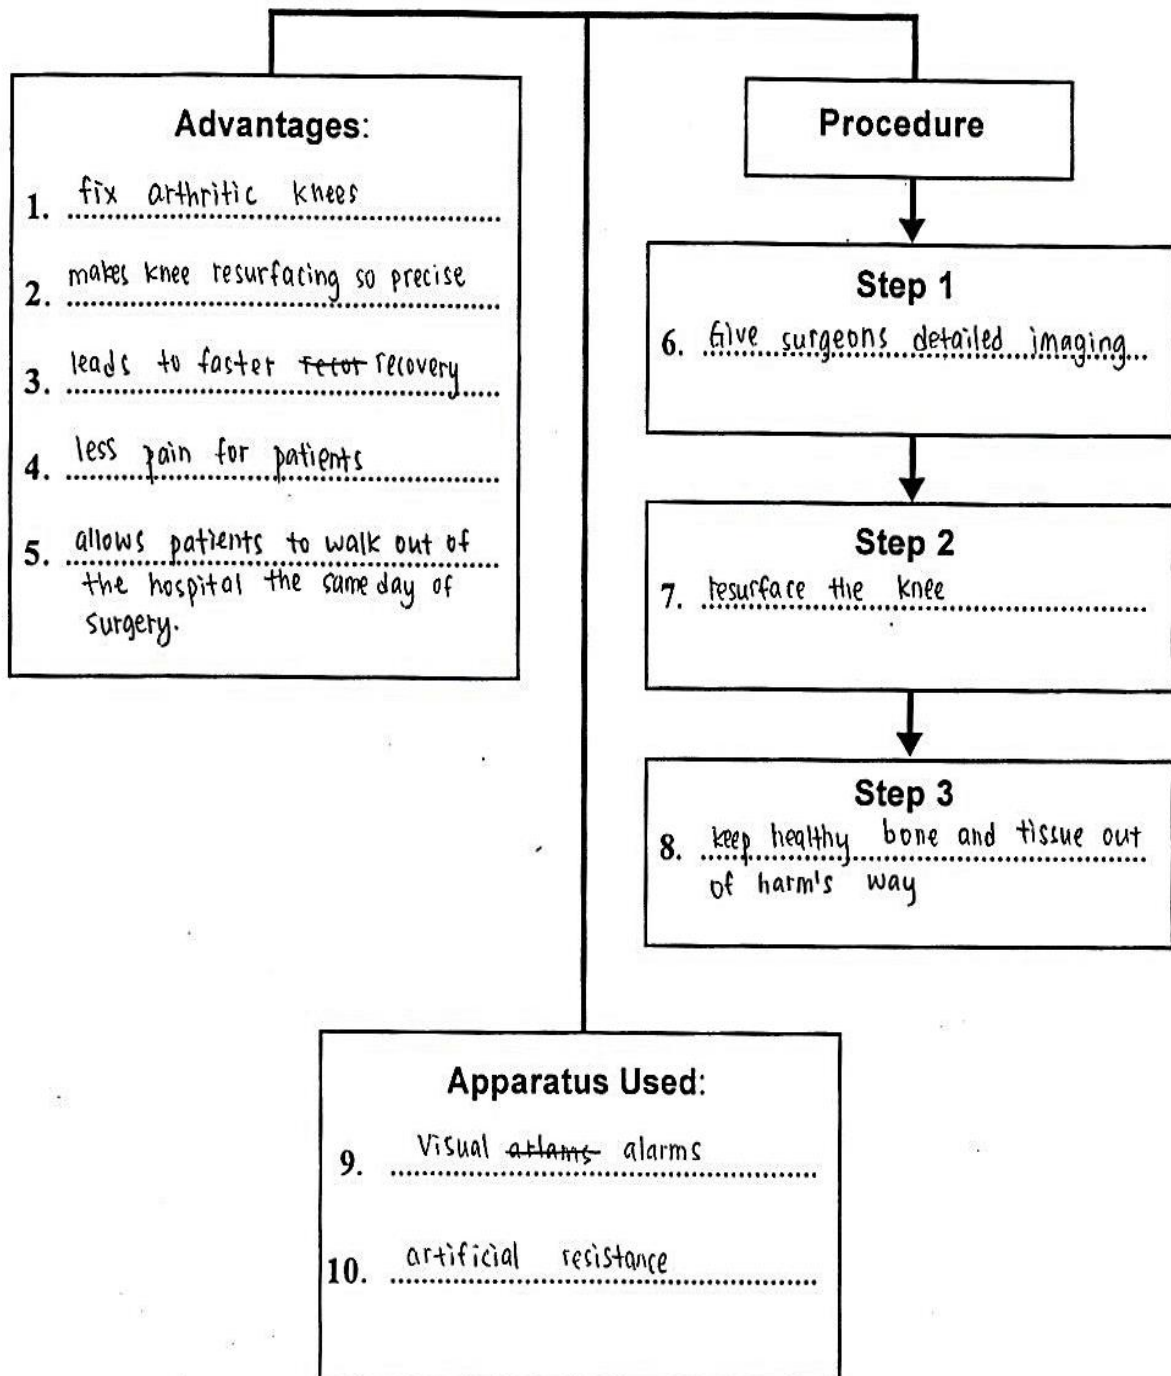 Advantages:
1. fix arthritic knees
2. makes knee resurfacing so precise
3. leads to faster recor recovery
4. less pain for patients
5. allows patients to walk out of
the hospital the same day of
surgery.
Procedure
Step 1
6. Give surgeons detailed imaging
Step 2
7. resurface the knee
Step 3
8. keep healthy bone and tissue out
of harm's way
Apparatus Used:
9. Visual arlams alarms
10. artificial resistance